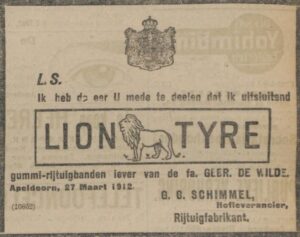 L.S.
Ik heb de eer U mede te deelen dat ik uitsluitend
LION TYRE
gummi-rijtuigbanden lever van de fa. GEBR. DE WILDE.
Apeldoorn, 27 Maart 1912.
G. G. SCHIMMEL,
(10862) Hofleverancier,
Rijtuigfabrikant.